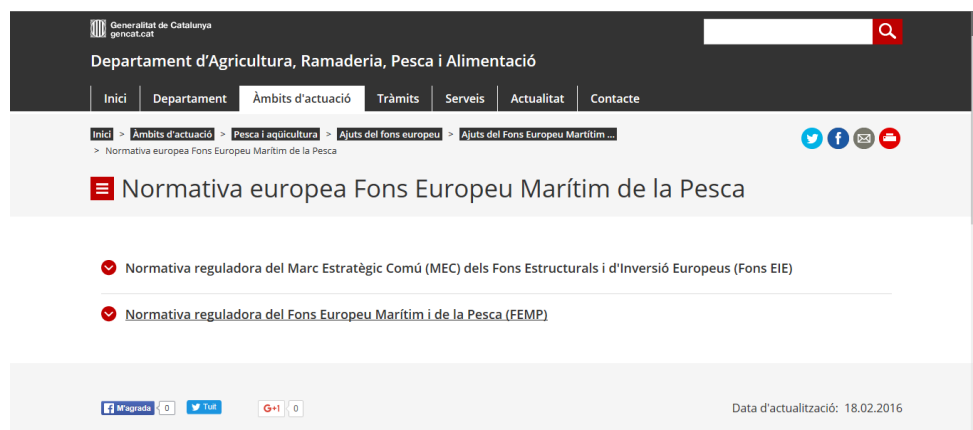 Generalitat de Catalunya
gencat.cat
Departament d'Agricultura, Ramaderia, Pesca i Alimentació
Inici Departament Àmbits d'actuació Tràmits Serveis Actualitat Contacte
Inici > Àmbits d'actuació > Pesca i aqüicultura > Ajuts del fons europeu > Ajuts del Fons Europeu Marítim ...
> Normativa europea Fons Europeu Marítim de la Pesca
Normativa europea Fons Europeu Marítim de la Pesca
Normativa reguladora del Marc Estratègic Comú (MEC) dels Fons Estructurals i d'Inversió Europeus (Fons EIE)
Normativa reguladora del Fons Europeu Marítim i de la Pesca (FEMP)
M'agrada 0 Tuit G+1 0 Data d'actualització: 18.02.2016